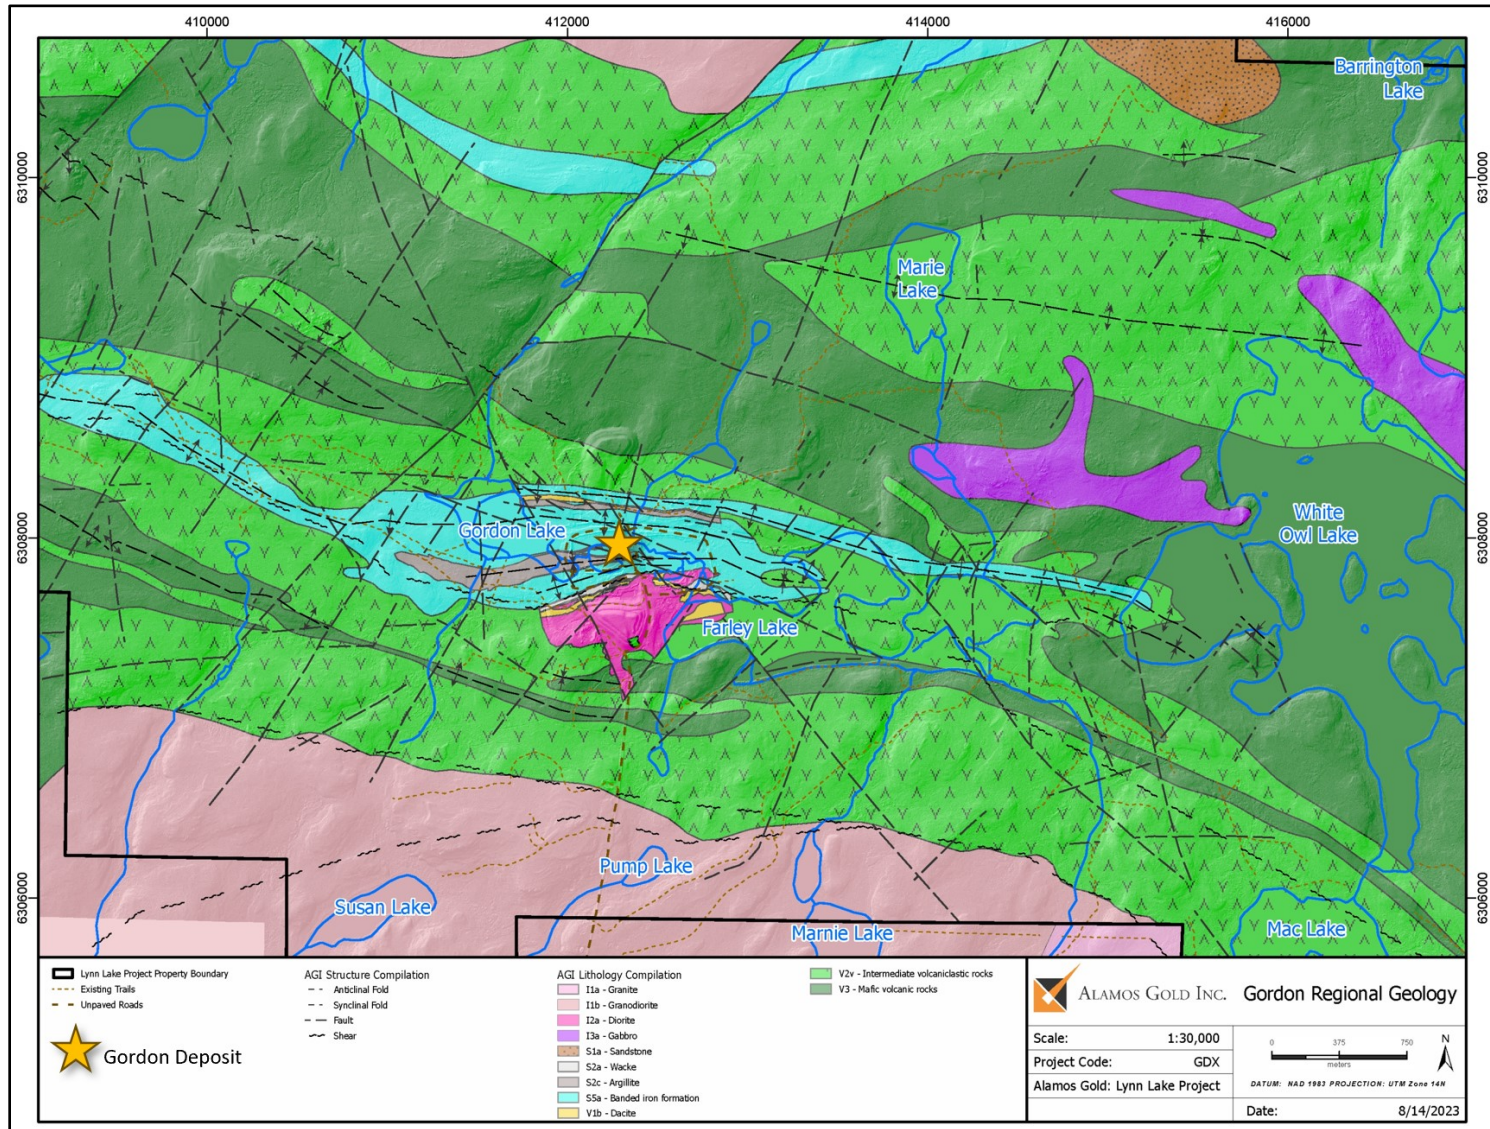 410000
412000
414000
416000
Barrington
Lake
6310000
6310000
Marie
Lake
Gordon Lake
White
Owl Lake
6308000
6308000
Farley Lake
Pump Lake
6306000
6306000
Susan Lake
Marnie Lake
Mac Lake
Lynn Lake Project Property Boundary
Existing Trails
Unpaved Roads
Gordon Deposit
AGI Structure Compilation
Anticlinal Fold
Synclinal Fold
Fault
Shear
AGI Lithology Compilation
I1a - Granite
I1b - Granodiorite
I2a - Diorite
I3a - Gabbro
S1a - Sandstone
S2a - Wacke
S2c - Argillite
S5a - Banded iron formation
V1b - Dacite
V2v - Intermediate volcaniclastic rocks
V3 - Mafic volcanic rocks
ALAMOS GOLD INC.
Gordon Regional Geology
Scale: 1:30,000
Project Code: GDX
Alamos Gold: Lynn Lake Project
0 375 750
meters
N
DATUM: NAD 1983 PROJECTION: UTM Zone 14N
Date: 8/14/2023